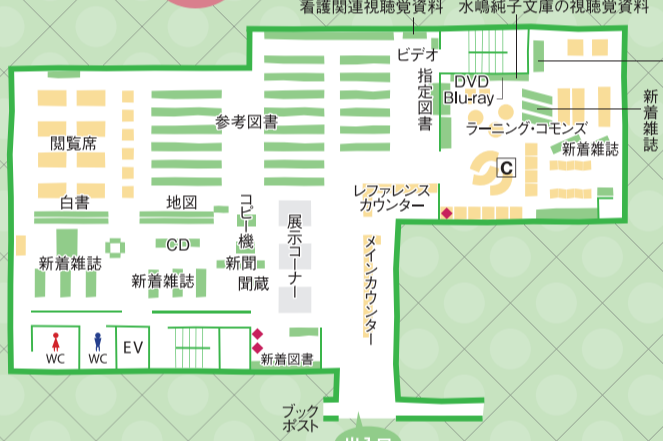 看護関連視聴覚資料
水嶋純子文庫の視聴覚資料
ビデオ
指定図書
DVD
Blu-ray
新着雑誌
ラーニング・コモンズ
新着雑誌
C
参考図書
閲覧席
白書
地図
コピー機
展示コーナー
レファレンス
カウンター
メインカウンター
CD
新聞
聞蔵
新着雑誌
新着雑誌
WC
WC
EV
新着図書
ブック
ポスト
出入口